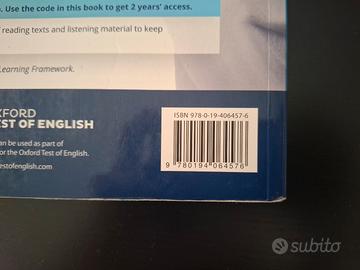 . Use the code in this book to get 2 years' access.
f reading texts and listening material to keep
Learning Framework.
OXFORD
TEST OF ENGLISH
can be used as part of
or the Oxford Test of English.
estofenglish.com
ISBN 978-0-19-406457-6
9 780194 064576
subito